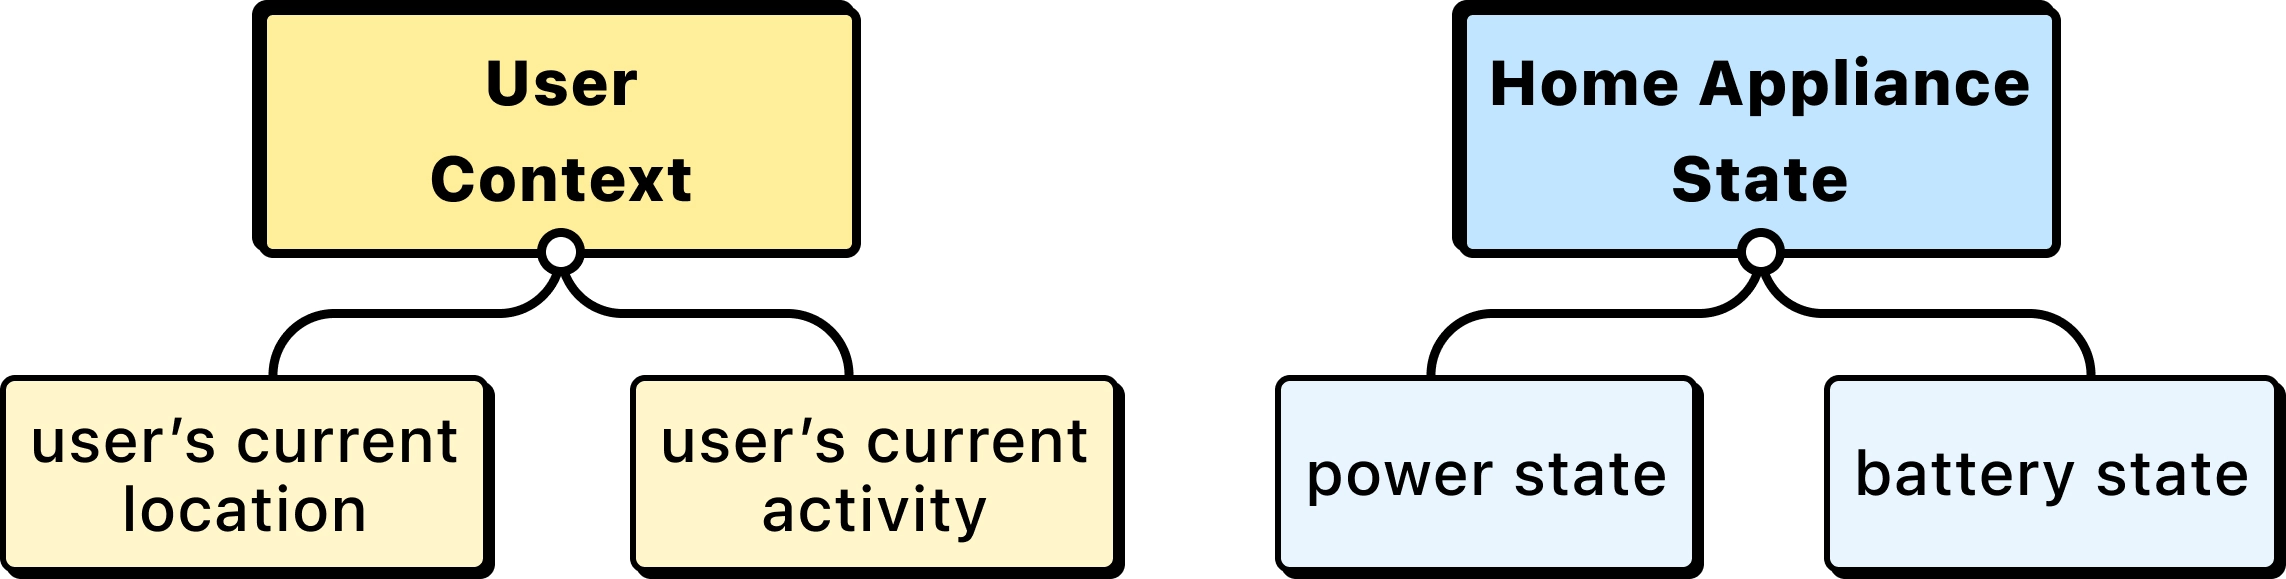 User
Context
Home Appliance
State
user’s current
location
user’s current
activity
power state
battery state